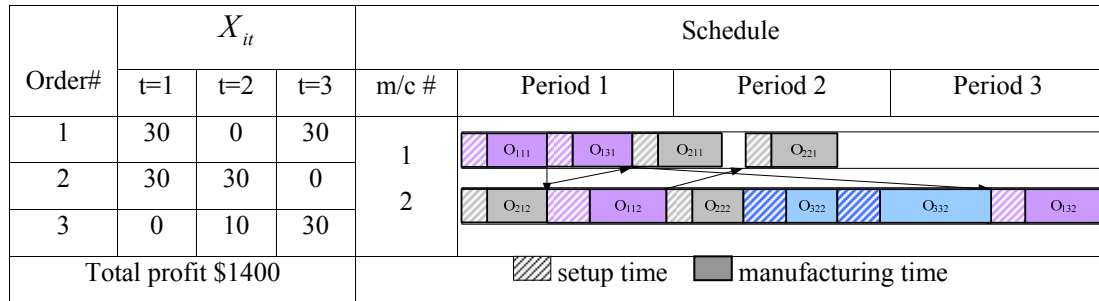 X_it Schedule
Order# t=1 t=2 t=3 m/c # Period 1 Period 2 Period 3
1 30 0 30 1 O₁₁₁ O₁₃₁ O₂₁₁ O₂₂₁
2 30 30 0 2 O₂₁₂ O₁₁₂ O₂₂₂ O₃₂₂ O₃₃₂ O₁₃₂
3 0 10 30
Total profit $1400 setup time manufacturing time